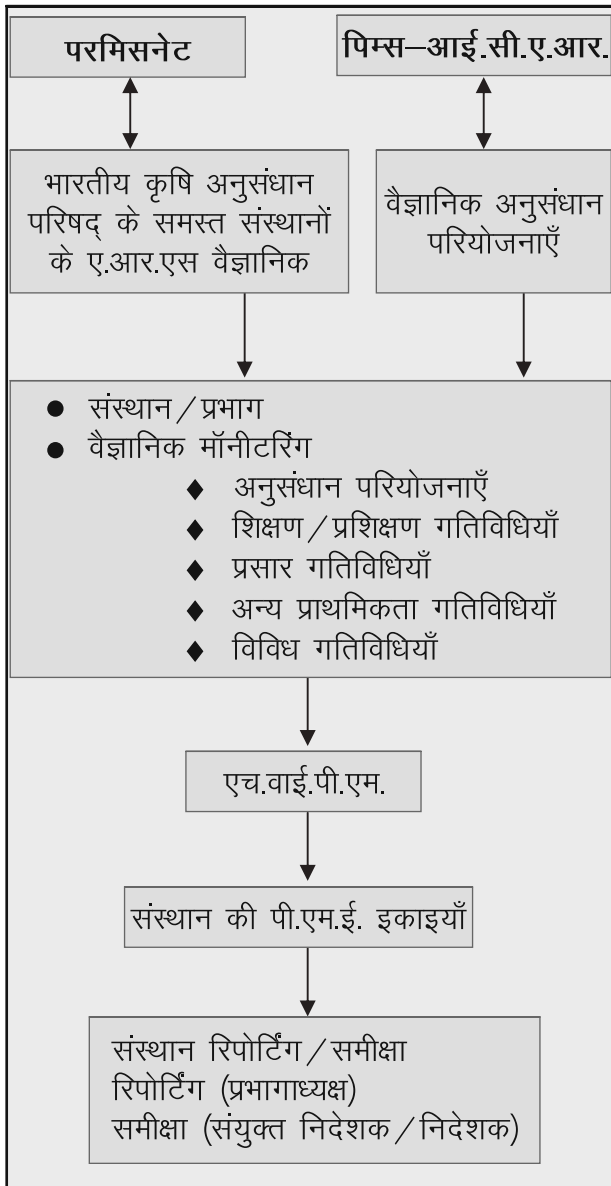 परमिसनेट
पिम्स–आई.सी.ए.आर.
भारतीय कृषि अनुसंधान
परिषद् के समस्त संस्थानों
के ए.आर.एस वैज्ञानिक
वैज्ञानिक अनुसंधान
परियोजनाएँ
● संस्थान/प्रभाग
● वैज्ञानिक मॉनीटरिंग
♦ अनुसंधान परियोजनाएँ
♦ शिक्षण/प्रशिक्षण गतिविधियाँ
♦ प्रसार गतिविधियाँ
♦ अन्य प्राथमिकता गतिविधियाँ
♦ विविध गतिविधियाँ
एच.वाई.पी.एम.
संस्थान की पी.एम.ई. इकाइयाँ
संस्थान रिपोर्टिंग/समीक्षा
रिपोर्टिंग (प्रभागाध्यक्ष)
समीक्षा (संयुक्त निदेशक/निदेशक)